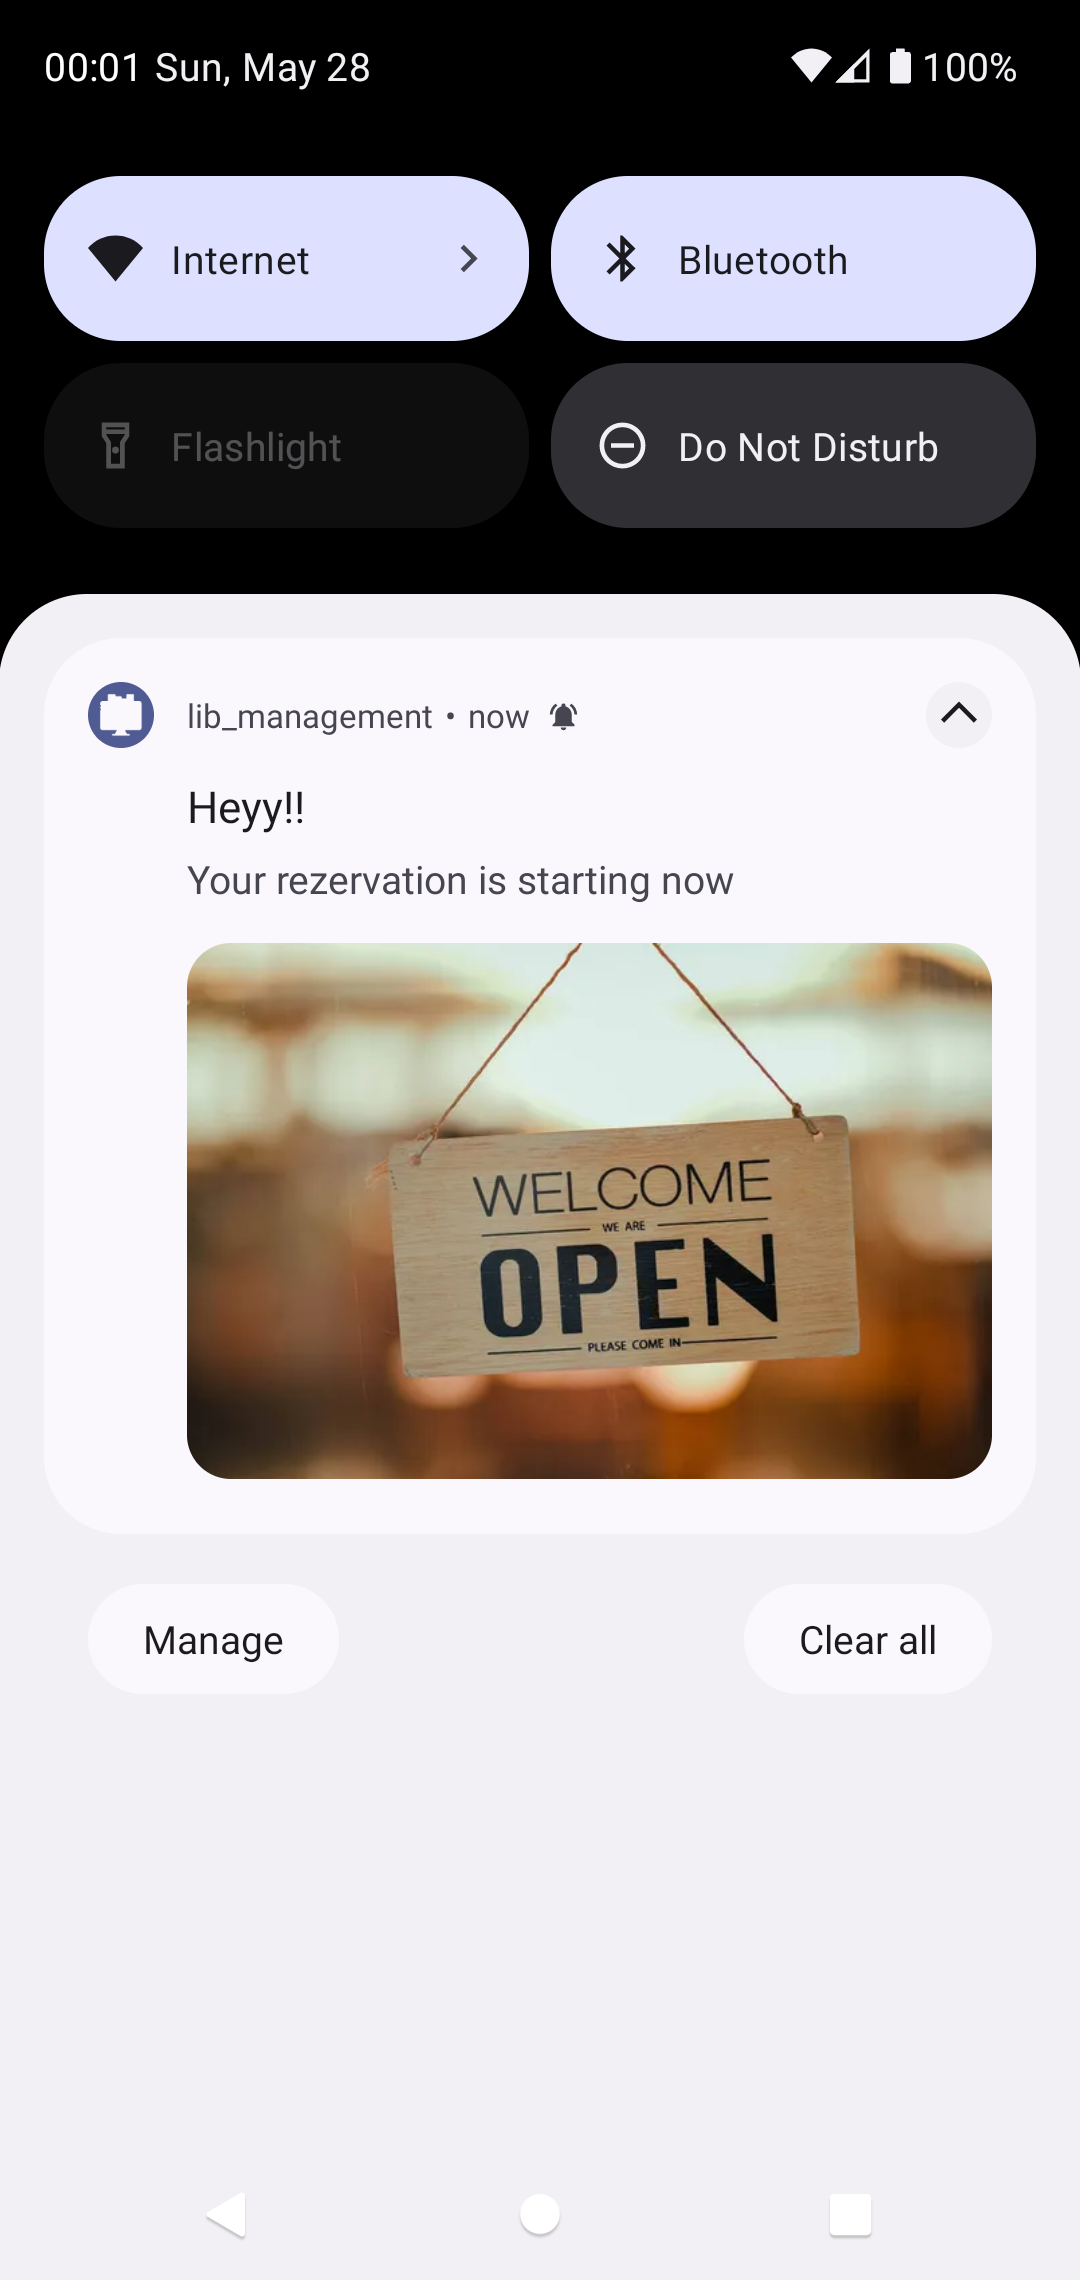 00:01 Sun, May 28 100%
Internet
Bluetooth
Flashlight
Do Not Disturb
lib_management • now
Heyy!!
Your rezervation is starting now
WELCOME
WE ARE
OPEN
PLEASE COME IN
Manage
Clear all